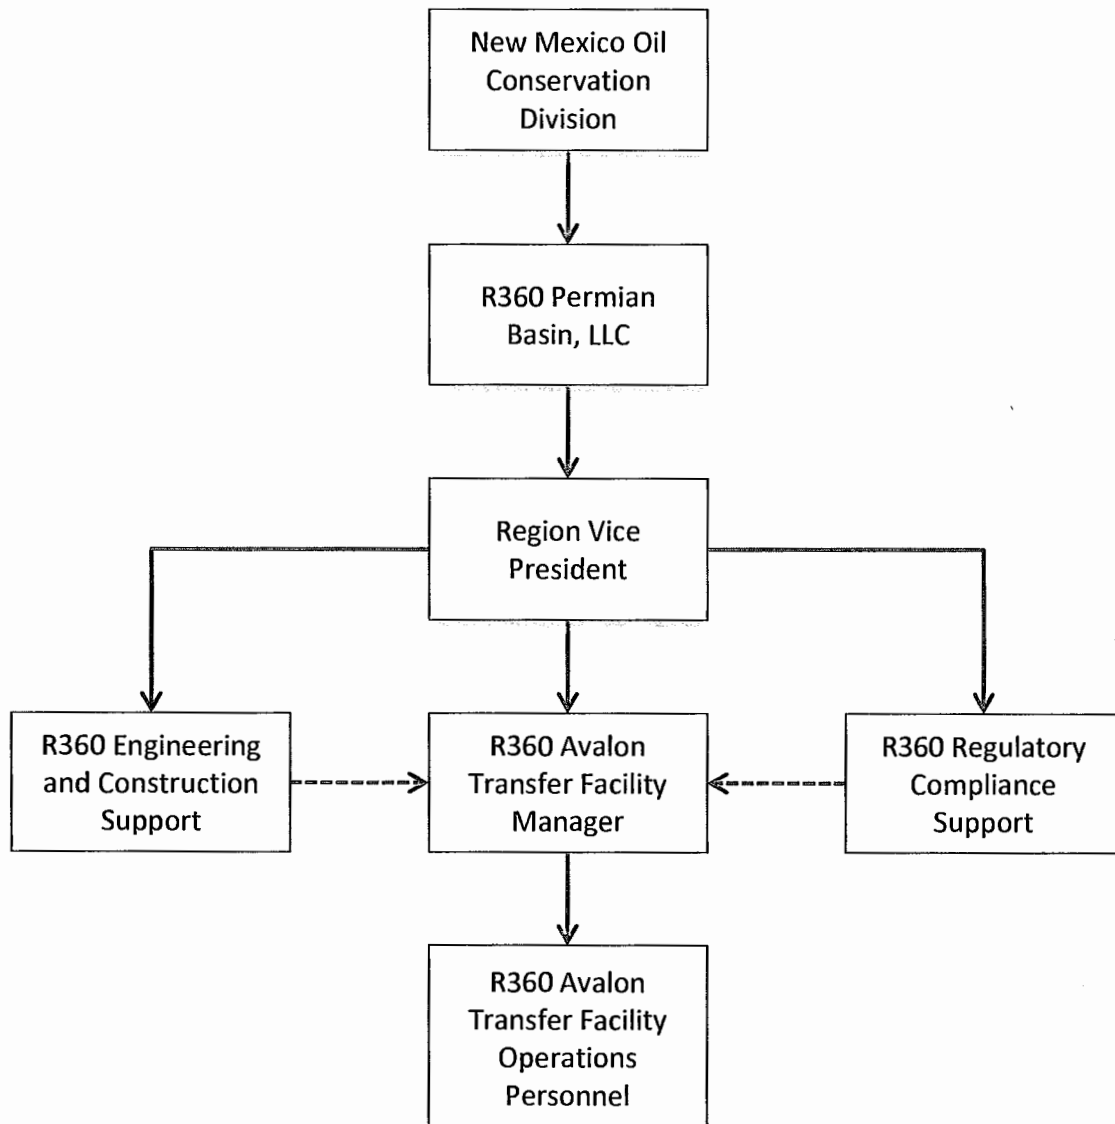 New Mexico Oil
Conservation
Division
R360 Permian
Basin, LLC
Region Vice
President
R360 Engineering
and Construction
Support
R360 Avalon
Transfer Facility
Manager
R360 Regulatory
Compliance
Support
R360 Avalon
Transfer Facility
Operations
Personnel